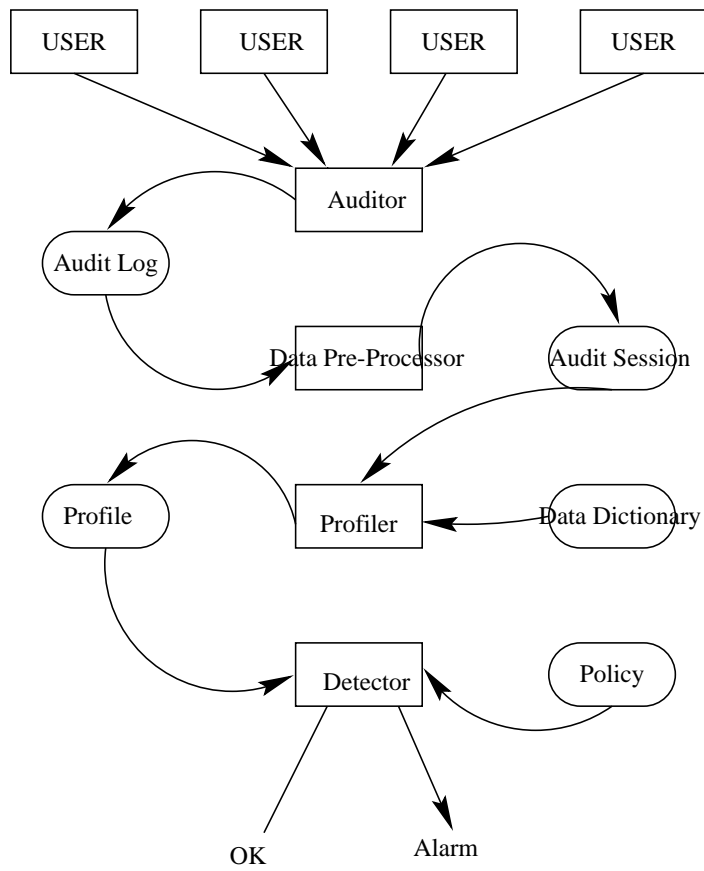 USER
USER
USER
USER
Auditor
Audit Log
Data Pre-Processor
Audit Session
Profile
Profiler
Data Dictionary
Detector
Policy
OK
Alarm